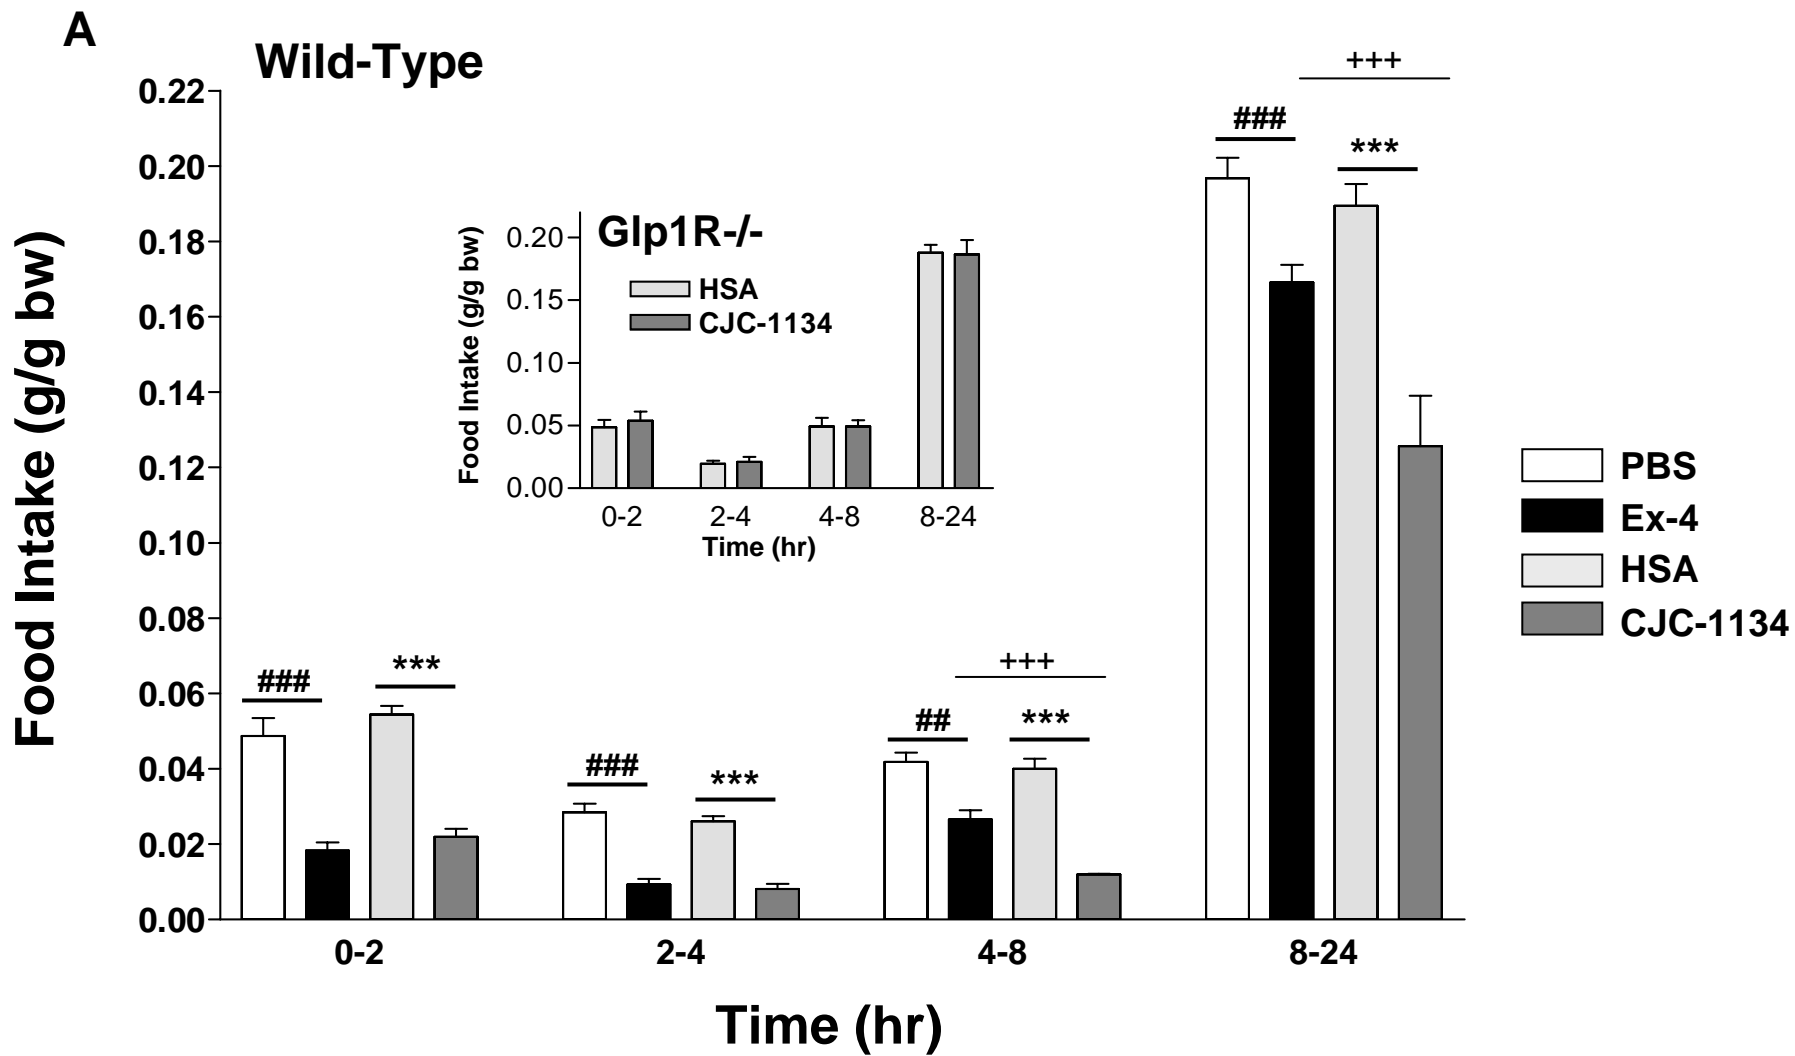 A
Wild-Type
Food Intake (g/g bw)
0.22
0.20
0.18
0.16
0.14
0.12
0.10
0.08
0.06
0.04
0.02
0.00
###
***
###
***
##
***
+++
###
***
+++
0-2
2-4
4-8
8-24
Time (hr)
Glp1R-/-
HSA
CJC-1134
Food Intake (g/g bw)
0.20
0.15
0.10
0.05
0.00
0-2
2-4
4-8
8-24
Time (hr)
PBS
Ex-4
HSA
CJC-1134